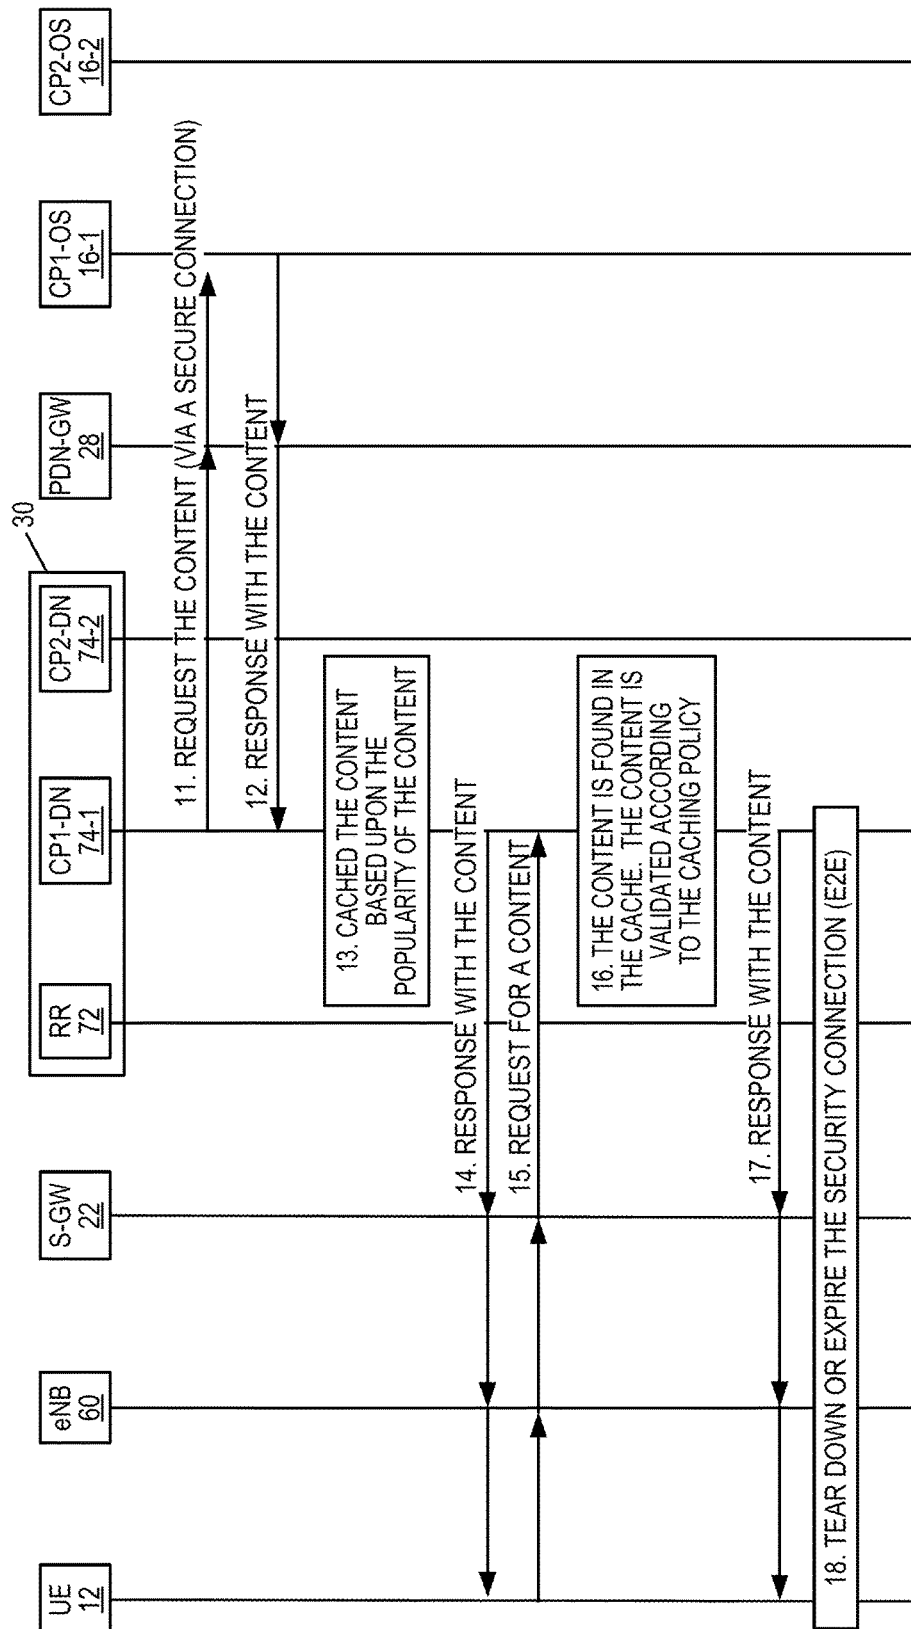 UE
12
eNB
60
S-GW
22
30
RR
72
CP1-DN
74-1
CP2-DN
74-2
PDN-GW
28
CP1-OS
16-1
CP2-OS
16-2
11. REQUEST THE CONTENT (VIA A SECURE CONNECTION)
12. RESPONSE WITH THE CONTENT
13. CACHED THE CONTENT
BASED UPON THE
POPULARITY OF THE CONTENT
14. RESPONSE WITH THE CONTENT
15. REQUEST FOR A CONTENT
16. THE CONTENT IS FOUND IN
THE CACHE. THE CONTENT IS
VALIDATED ACCORDING
TO THE CACHING POLICY
17. RESPONSE WITH THE CONTENT
18. TEAR DOWN OR EXPIRE THE SECURITY CONNECTION (E2E)